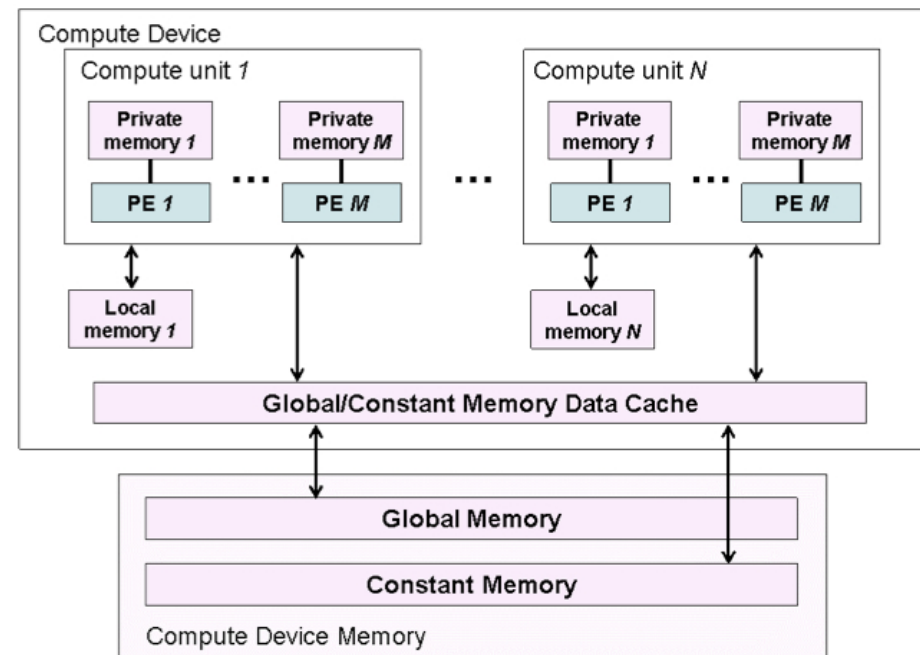 Compute Device
Compute unit 1
Compute unit N
Private
memory 1
Private
memory M
Private
memory 1
Private
memory M
...
...
...
PE 1
PE M
PE 1
PE M
Local
memory 1
Local
memory N
Global/Constant Memory Data Cache
Global Memory
Constant Memory
Compute Device Memory